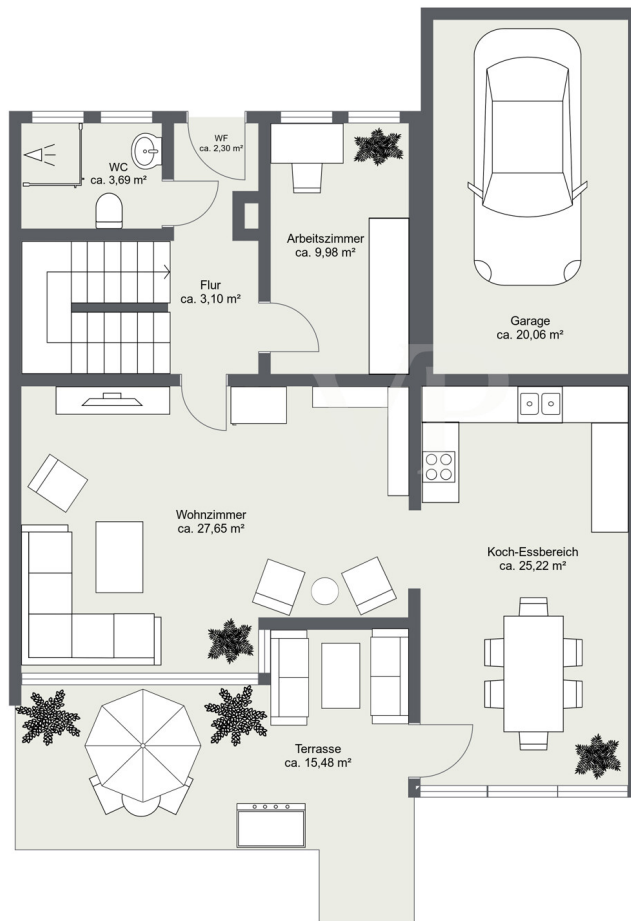 WF
ca. 2,30 m²
WC
ca. 3,69 m²
Arbeitszimmer
ca. 9,98 m²
Flur
ca. 3,10 m²
Garage
ca. 20,06 m²
Wohnzimmer
ca. 27,65 m²
Koch-Essbereich
ca. 25,22 m²
Terrasse
ca. 15,48 m²
VP